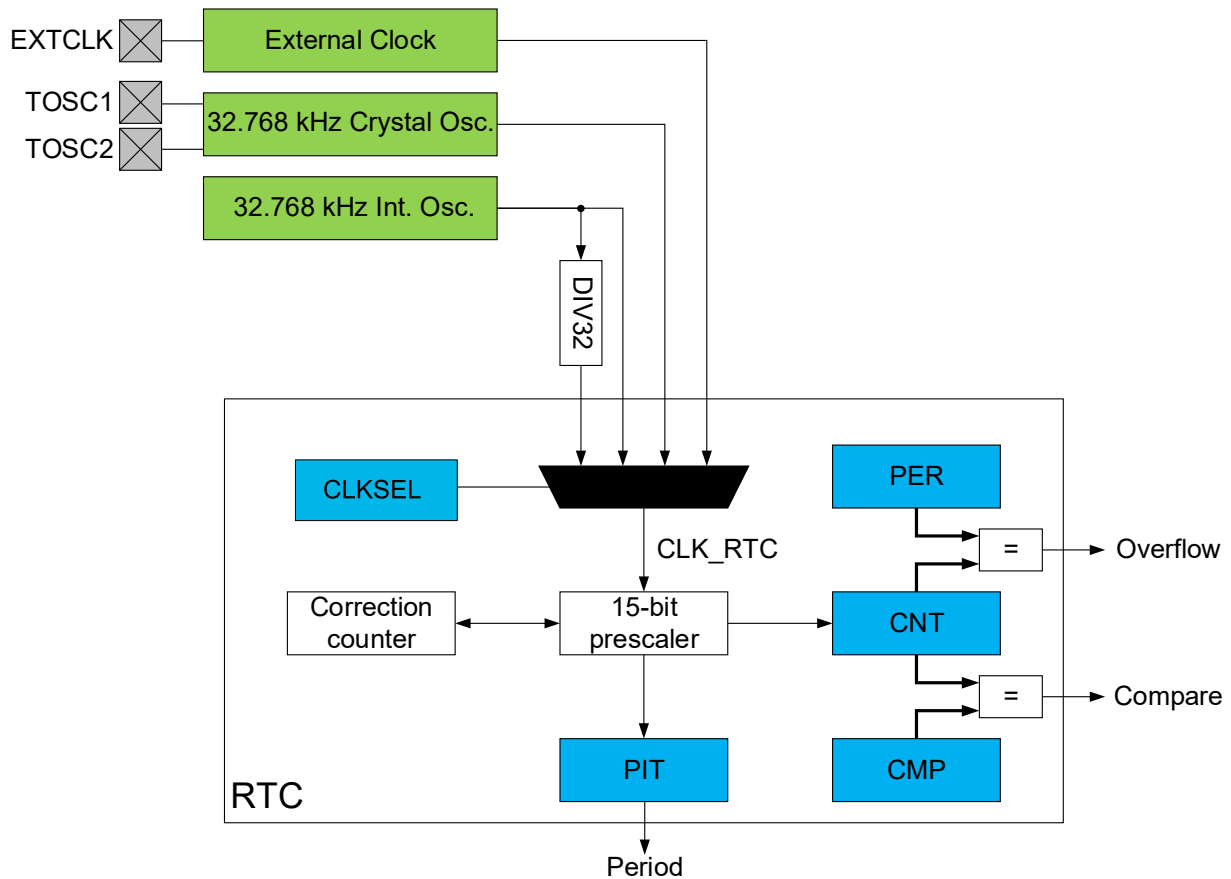 EXTCLK
External Clock
TOSC1
TOSC2
32.768 kHz Crystal Osc.
32.768 kHz Int. Osc.
DIV32
CLKSEL
PER
=
Overflow
CLK_RTC
Correction
counter
15-bit
prescaler
CNT
=
Compare
PIT
CMP
RTC
Period